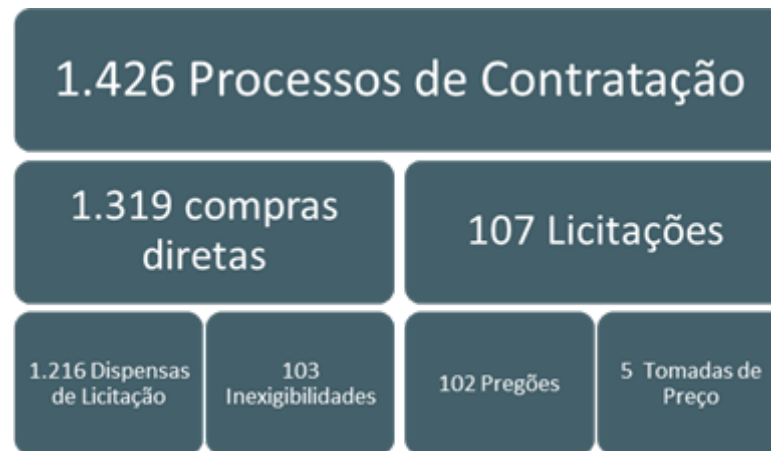 1.426 Processos de Contratação
1.319 compras
diretas
107 Licitações
1.216 Dispensas
de Licitação
103
Inexigibilidades
102 Pregões
5 Tomadas de
Preço